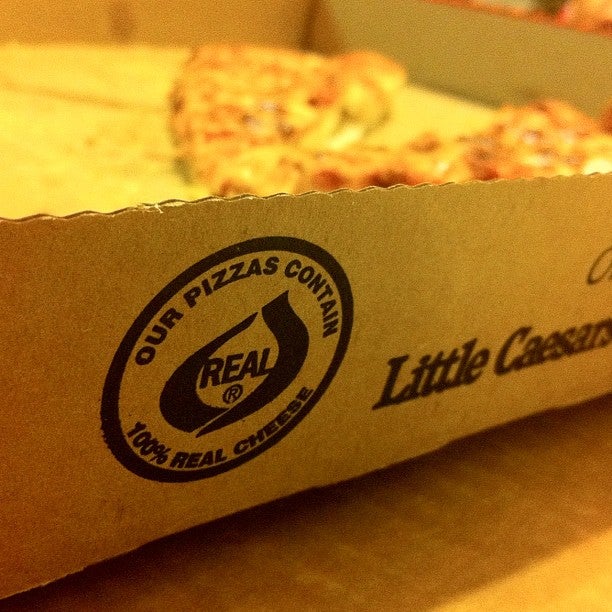 OUR PIZZAS CONTAIN
REAL
®
100% REAL CHEESE
Little Caesars